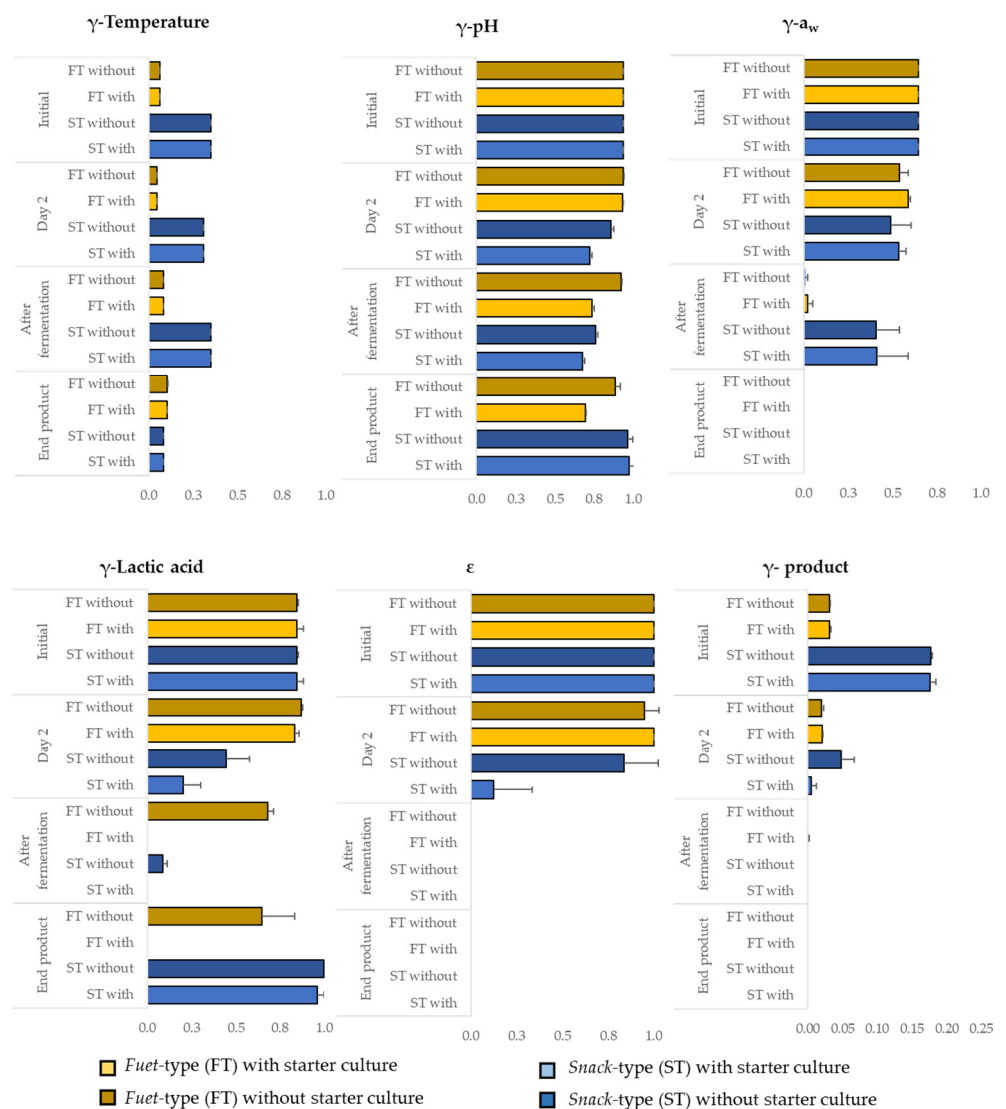 γ-Temperature
FT without
FT with
ST without
ST with
FT without
FT with
ST without
ST with
FT without
FT with
ST without
ST with
FT without
FT with
ST without
ST with
Initial
Day 2
After
fermentation
End product
0.0 0.3 0.5 0.8 1.0
γ-pH
FT without
FT with
ST without
ST with
FT without
FT with
ST without
ST with
FT without
FT with
ST without
ST with
FT without
FT with
ST without
ST with
Initial
Day 2
After
fermentation
End product
0.0 0.3 0.5 0.8 1.0
γ-aw
FT without
FT with
ST without
ST with
FT without
FT with
ST without
ST with
FT without
FT with
ST without
ST with
FT without
FT with
ST without
ST with
Initial
Day 2
After
fermentation
End product
0.0 0.3 0.5 0.8 1.0
γ-Lactic acid
FT without
FT with
ST without
ST with
FT without
FT with
ST without
ST with
FT without
FT with
ST without
ST with
FT without
FT with
ST without
ST with
Initial
Day 2
After
fermentation
End product
0.0 0.3 0.5 0.8 1.0
ε
FT without
FT with
ST without
ST with
FT without
FT with
ST without
ST with
FT without
FT with
ST without
ST with
FT without
FT with
ST without
ST with
Initial
Day 2
After
fermentation
End product
0.0 0.3 0.5 0.8 1.0
γ- product
FT without
FT with
ST without
ST with
FT without
FT with
ST without
ST with
FT without
FT with
ST without
ST with
FT without
FT with
ST without
ST with
Initial
Day 2
After
fermentation
End product
0.00 0.05 0.10 0.15 0.20 0.25
Fuet-type (FT) with starter culture
Snack-type (ST) with starter culture
Fuet-type (FT) without starter culture
Snack-type (ST) without starter culture